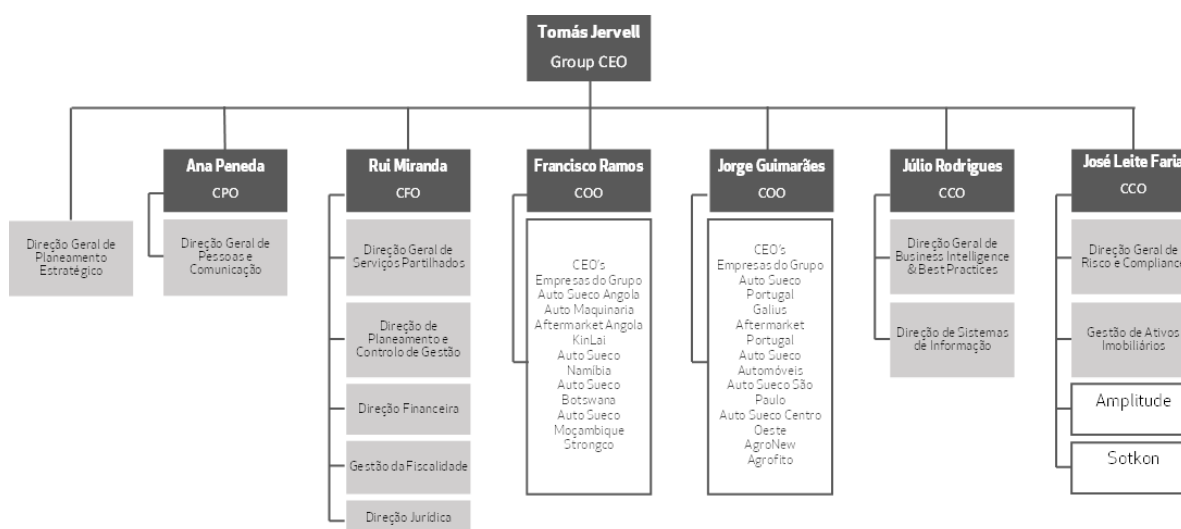 Tomás Jervell
Group CEO
Direção Geral de
Planeamento
Estratégico
Ana Peneda
CPO
Direção Geral de
Pessoas e
Comunicação
Rui Miranda
CFO
Direção Geral de
Serviços Partilhados
Direção de
Planeamento e
Controlo de Gestão
Direção Financeira
Gestão da Fiscalidade
Direção Jurídica
Francisco Ramos
COO
CEO's
Empresas do Grupo
Auto Sueco Angola
Auto Maquinaria
Aftermarket Angola
KinLai
Auto Sueco
Namíbia
Auto Sueco
Botswana
Auto Sueco
Moçambique
Strongco
Jorge Guimarães
COO
CEO's
Empresas do Grupo
Auto Sueco
Portugal
Galius
Aftermarket
Portugal
Auto Sueco
Automóveis
Auto Sueco São
Paulo
Auto Sueco Centro
Oeste
AgroNew
Agrofito
Júlio Rodrigues
CCO
Direção Geral de
Business Intelligence
& Best Practices
Direção de Sistemas
de Informação
José Leite Faria
CCO
Direção Geral de
Risco e Compliance
Gestão de Ativos
Imobiliários
Amplitude
Sotkon